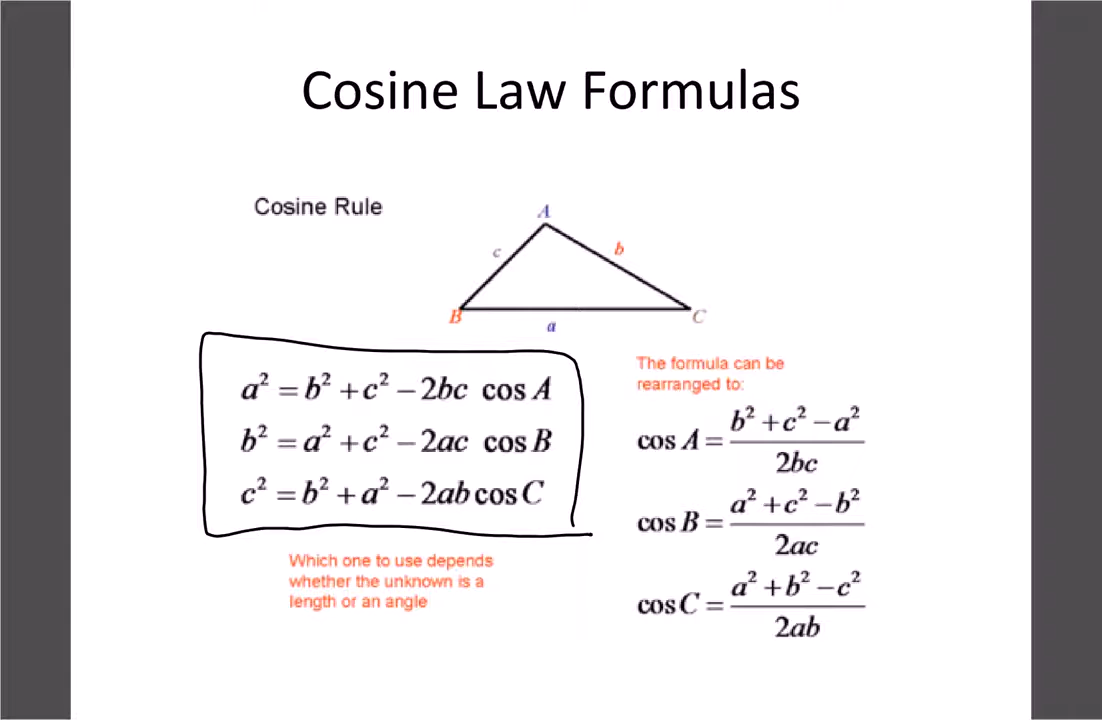 Cosine Law Formulas
Cosine Rule
A
c
b
B
C
a
a² = b² + c² − 2bc cos A
b² = a² + c² − 2ac cos B
c² = b² + a² − 2ab cos C
Which one to use depends
whether the unknown is a
length or an angle
The formula can be
rearranged to:
cos A = (b² + c² − a²) / 2bc
cos B = (a² + c² − b²) / 2ac
cos C = (a² + b² − c²) / 2ab